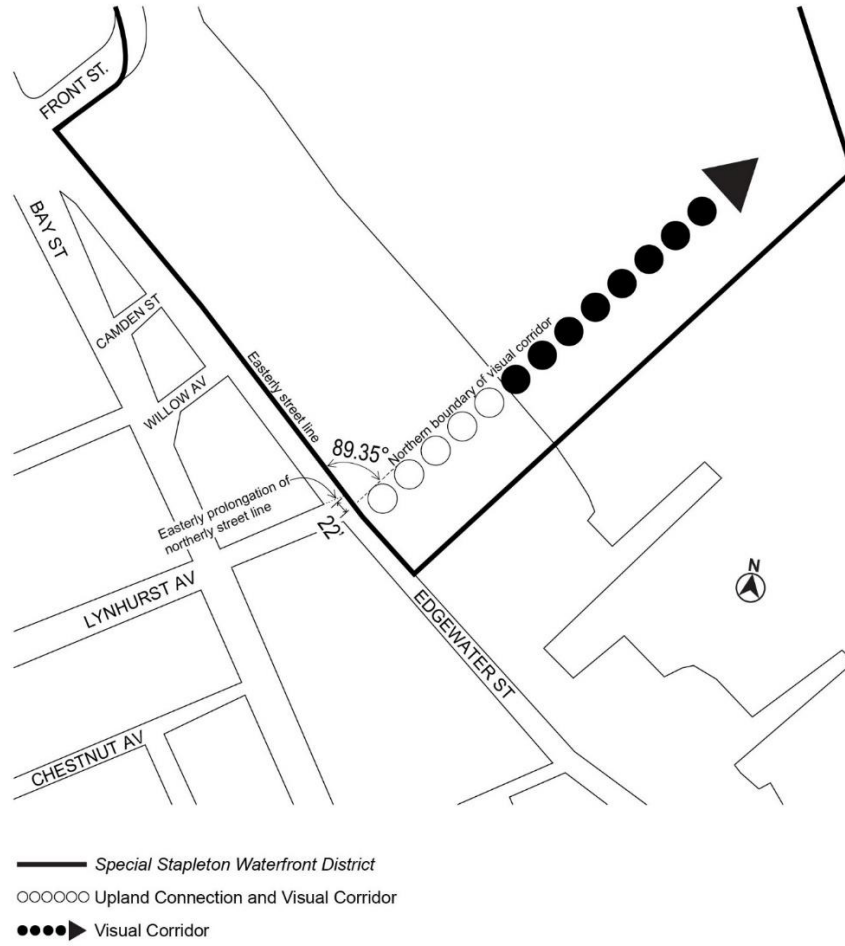 FRONT ST.
BAY ST
CAMDEN ST
WILLOW AV
Easterly street line
Northern boundary of visual corridor
89.35°
Easterly prolongation of
northerly street line
22'
LYNHURST AV
N
EDGEWATER ST
CHESTNUT AV
Special Stapleton Waterfront District
Upland Connection and Visual Corridor
Visual Corridor